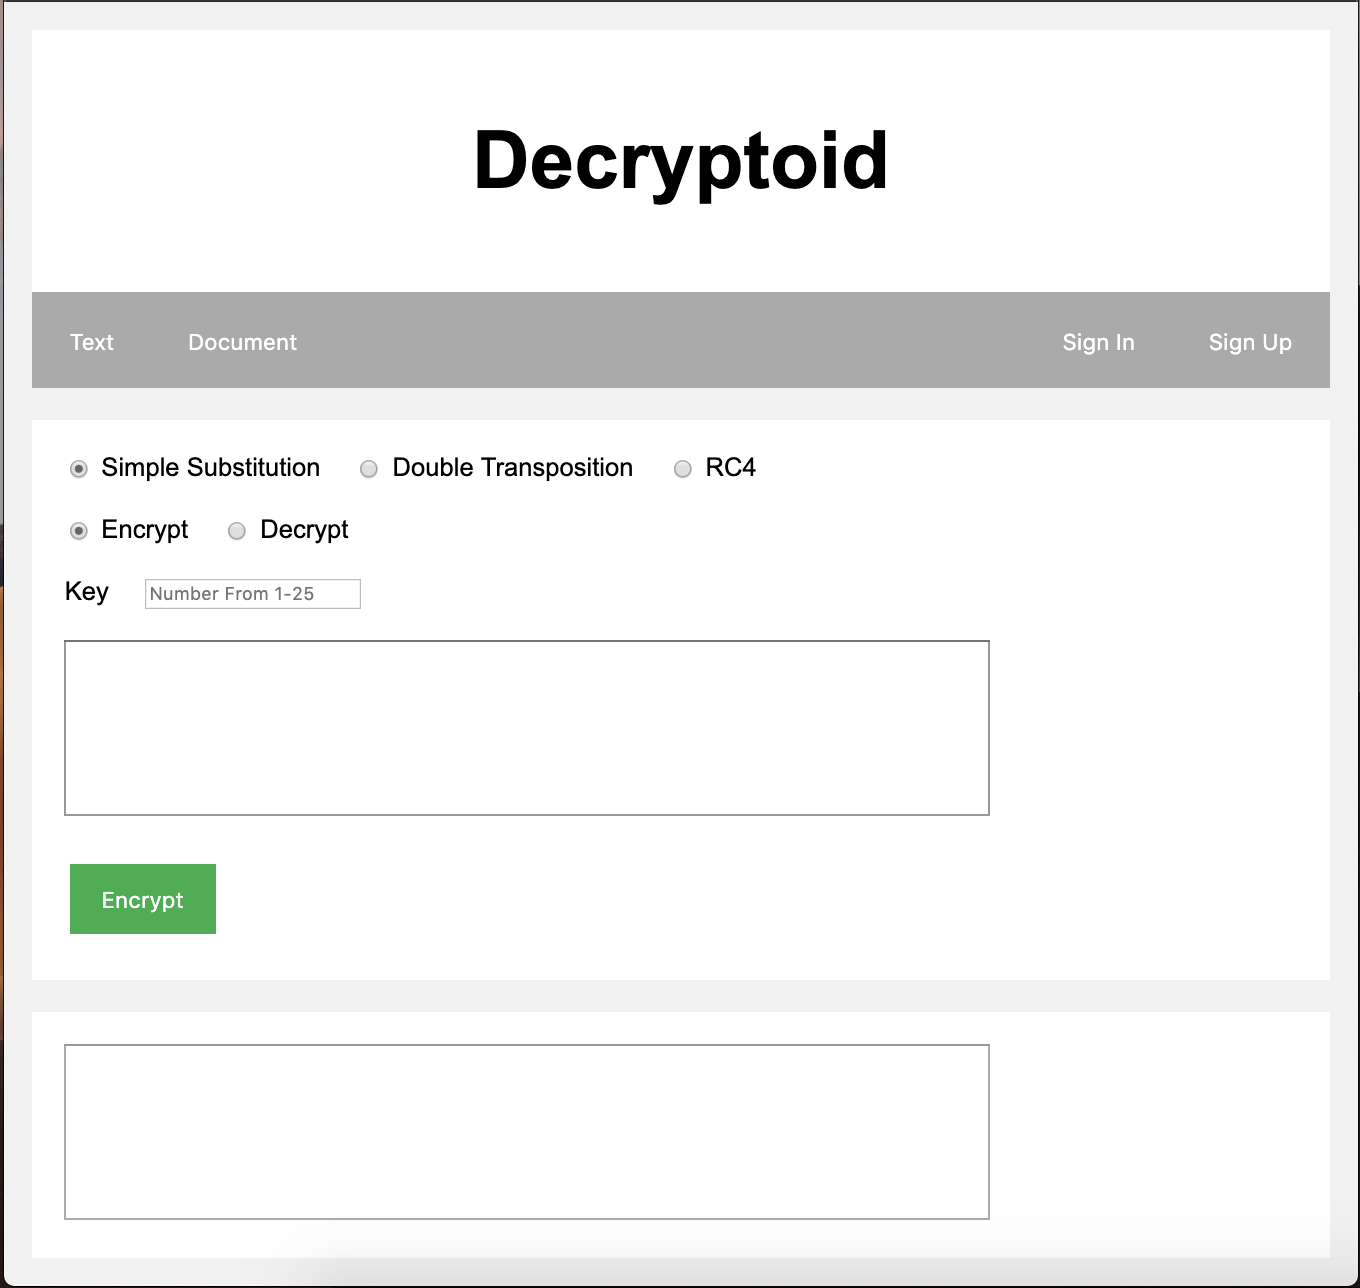 Decryptoid
Text Document Sign In Sign Up
Simple Substitution Double Transposition RC4
Encrypt Decrypt
Key Number From 1-25
Encrypt